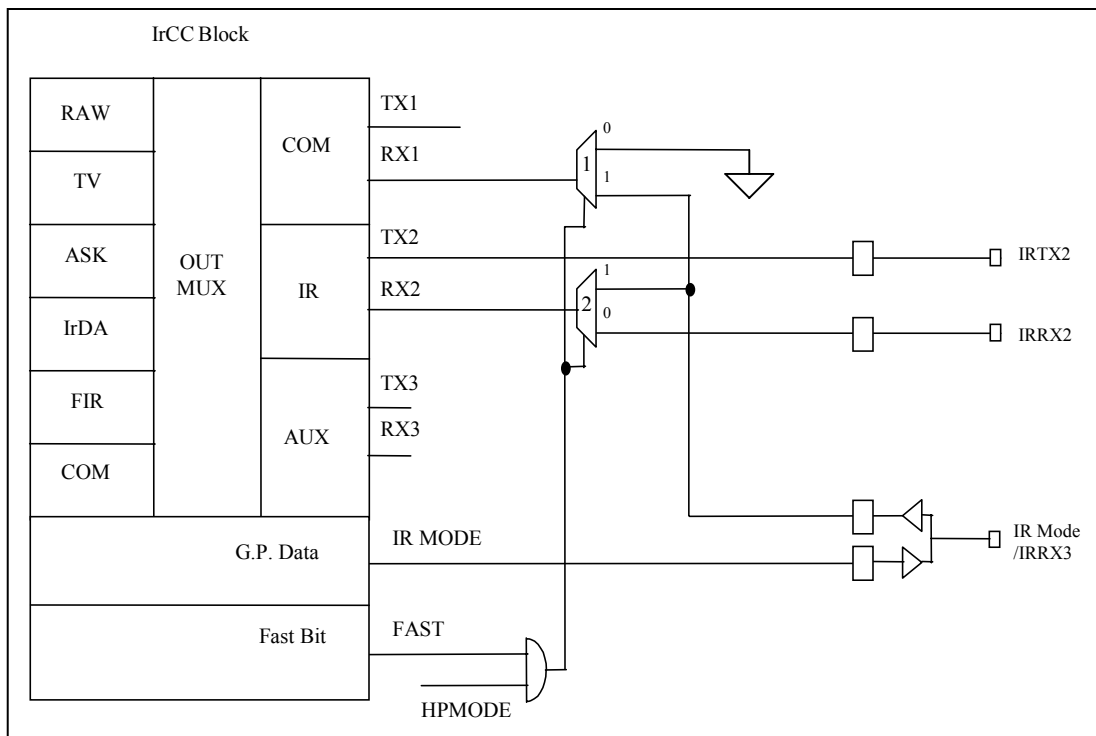 IrCC Block
RAW
TV
ASK
IrDA
FIR
COM
OUT
MUX
COM
IR
AUX
G.P. Data
Fast Bit
TX1
RX1
TX2
RX2
TX3
RX3
IR MODE
FAST
HPMODE
0
1
1
1
2
0
IRTX2
IRRX2
IR Mode
/IRRX3